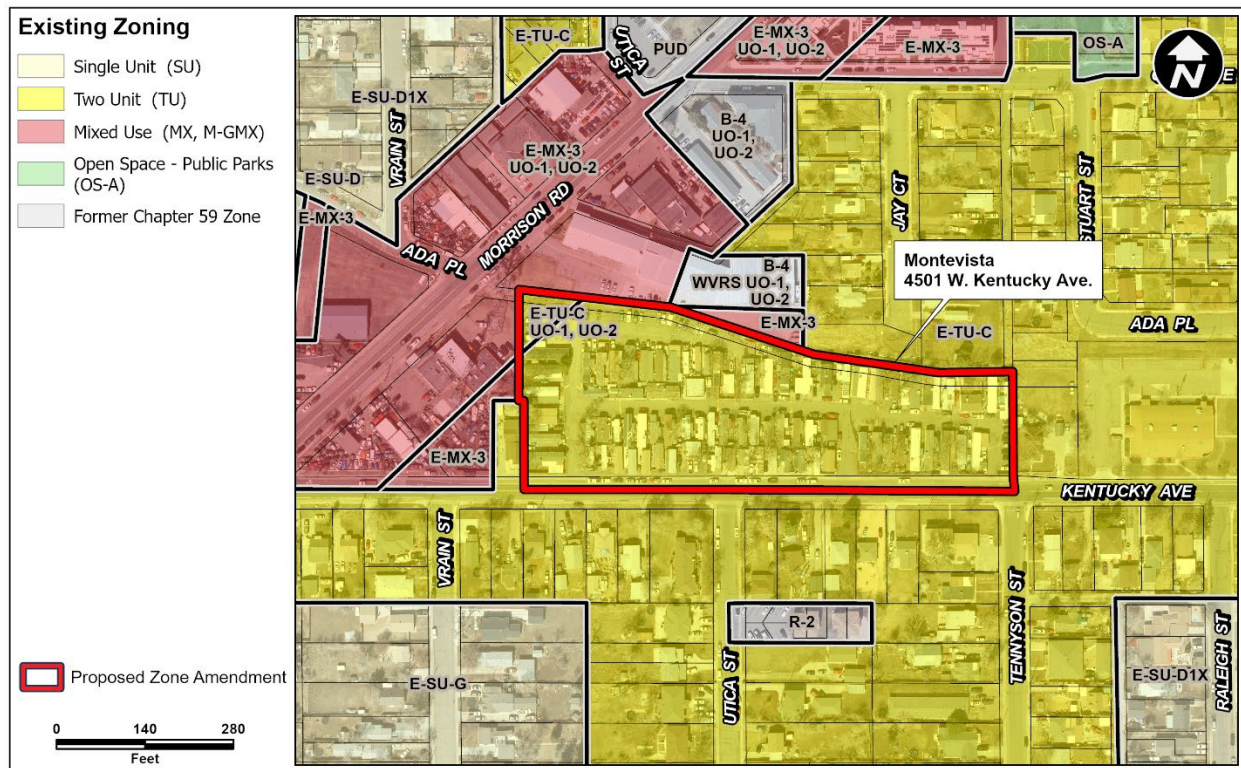 Existing Zoning
Single Unit (SU)
Two Unit (TU)
Mixed Use (MX, M-GMX)
Open Space - Public Parks
(OS-A)
Former Chapter 59 Zone
Proposed Zone Amendment
0 140 280
Feet
E-TU-C
UTICA
ST
PUD
E-MX-3
UO-1, UO-2
E-MX-3
OS-A
N
E-SU-D1X
VRAIN ST
E-MX-3
UO-1, UO-2
B-4
UO-1,
UO-2
JAY CT
STUART ST
E-SU-D
E-MX-3
ADA PL
MORRISON RD
Montevista
4501 W. Kentucky Ave.
B-4
WVRS UO-1,
UO-2
E-TU-C
UO-1, UO-2
E-MX-3
E-TU-C
ADA PL
E-MX-3
KENTUCKY AVE
VRAIN ST
UTICA ST
R-2
TENNYSON ST
E-SU-G
E-SU-D1X
RALEIGH ST